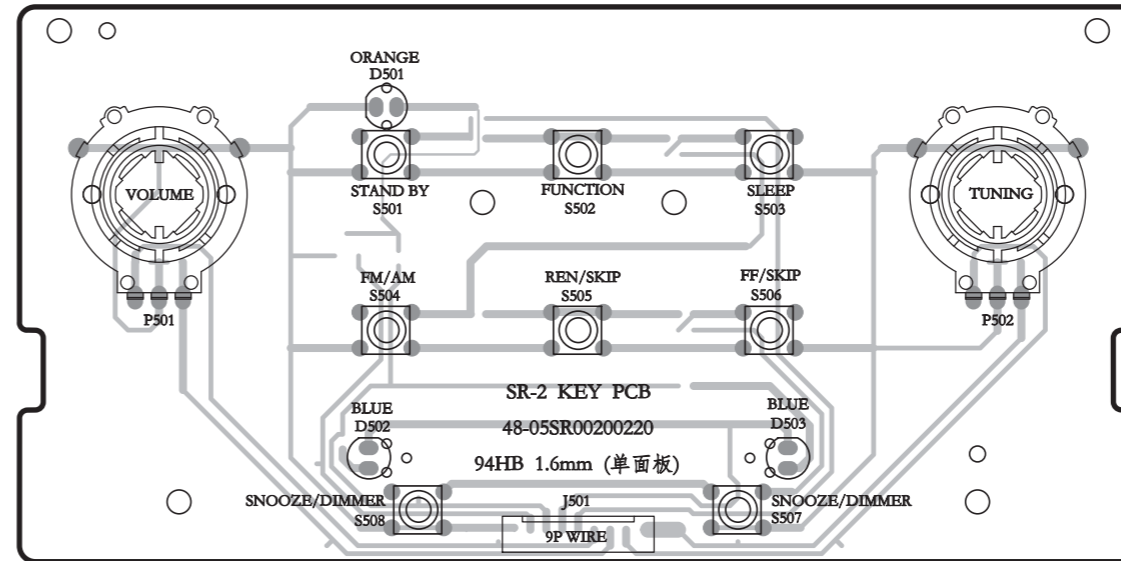 ORANGE
D501
VOLUME
STAND BY
S501
FUNCTION
S502
SLEEP
S503
TUNING
FM/AM
S504
REN/SKIP
S505
FF/SKIP
S506
P501
P502
SR-2 KEY PCB
BLUE
D502
48-05SR00200220
BLUE
D503
94HB 1.6mm (单面板)
SNOOZE/DIMMER
S508
J501
9P WIRE
SNOOZE/DIMMER
S507